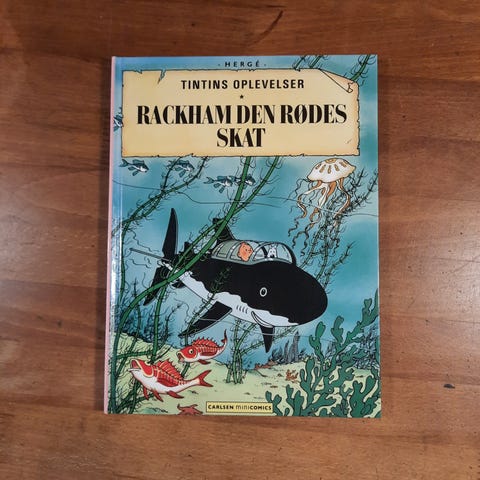 · HERGÉ ·
TINTINS OPLEVELSER
★
RACKHAM DEN RØDES
SKAT
CARLSEN miniCOMICS